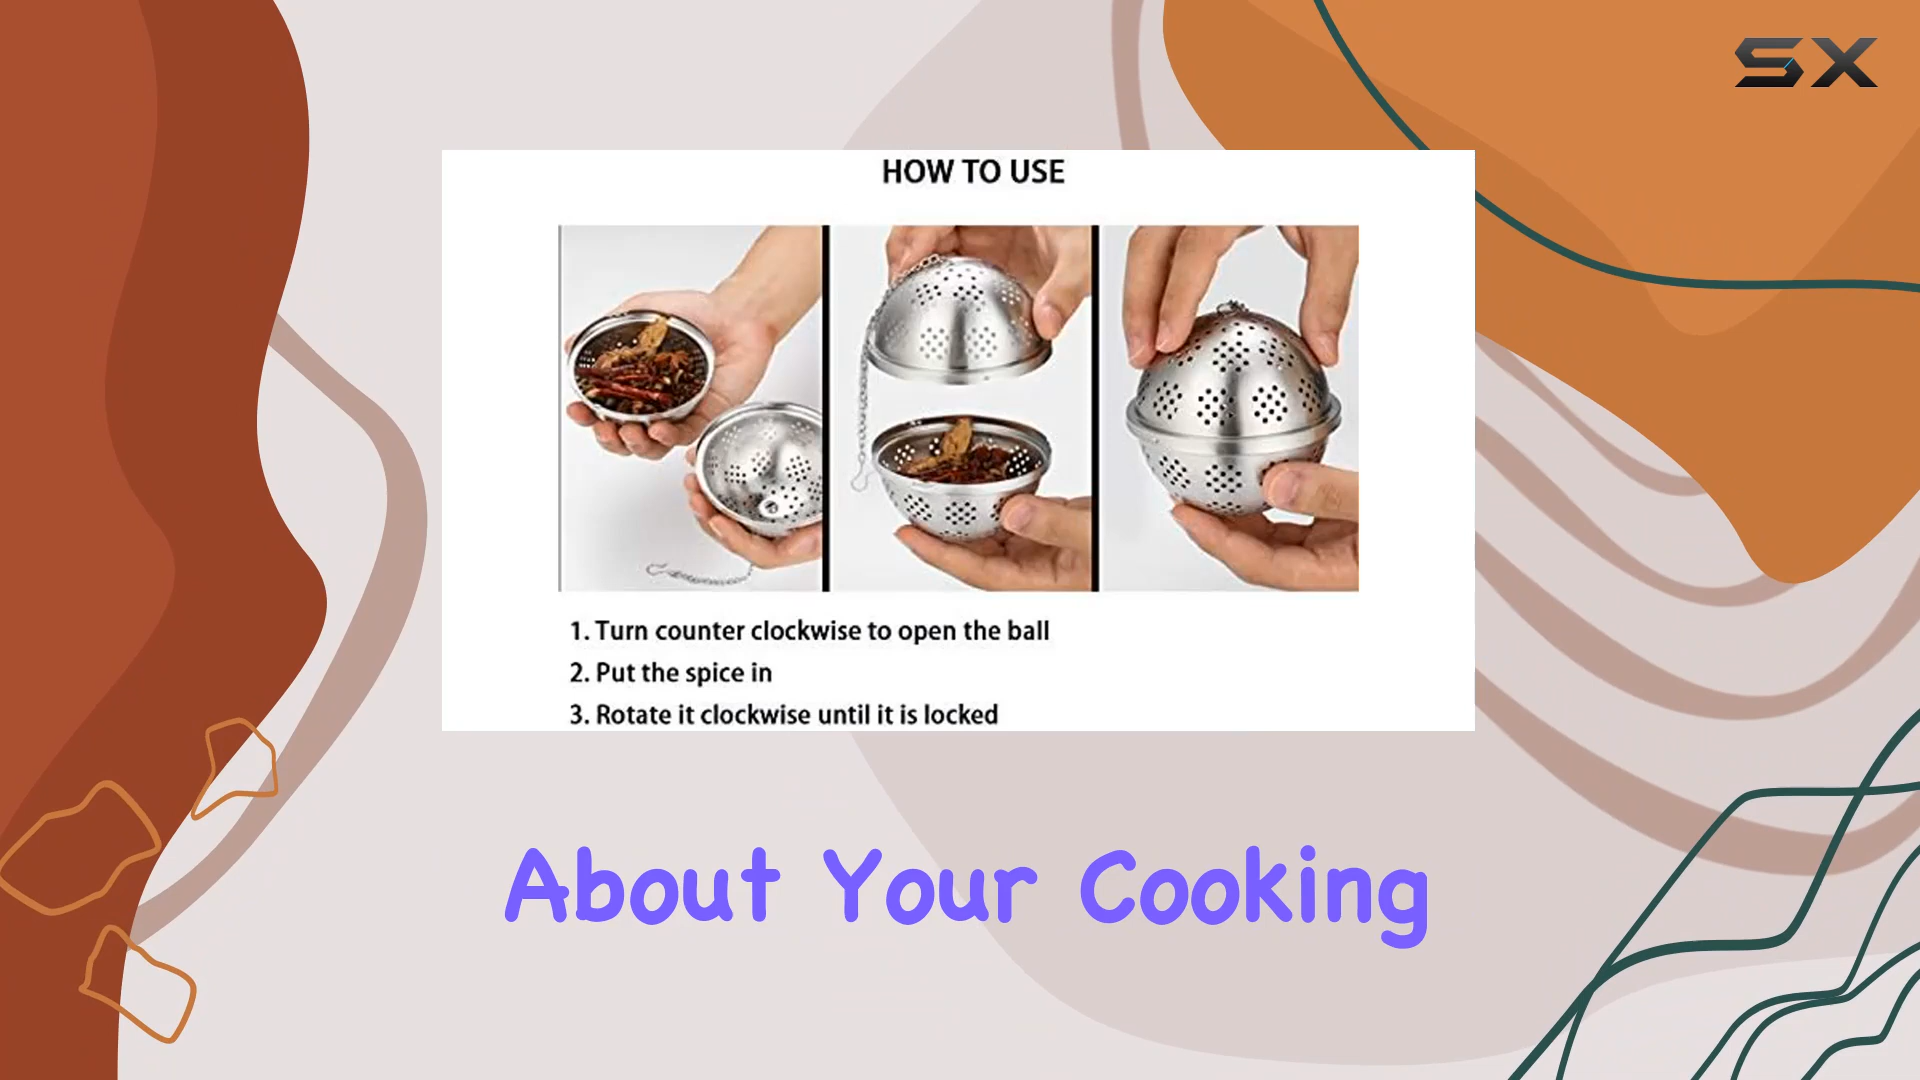 SX
HOW TO USE
1. Turn counter clockwise to open the ball
2. Put the spice in
3. Rotate it clockwise until it is locked
About Your Cooking